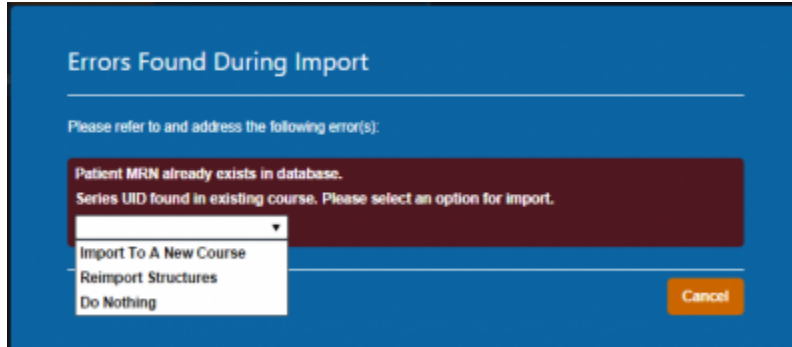 Errors Found During Import
Please refer to and address the following error(s):
Patient MRN already exists in database.
Series UID found in existing course. Please select an option for import.
Import To A New Course
Reimport Structures
Do Nothing
Cancel